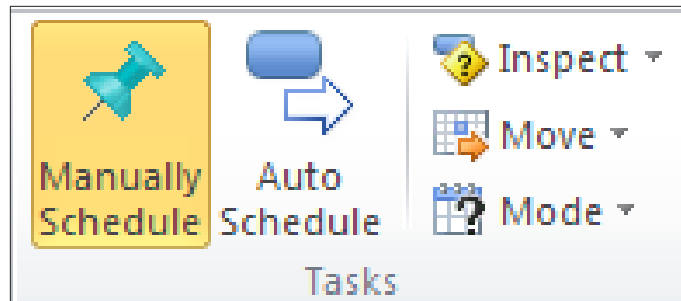 Manually
Schedule
Auto
Schedule
Inspect
Move
Mode
Tasks